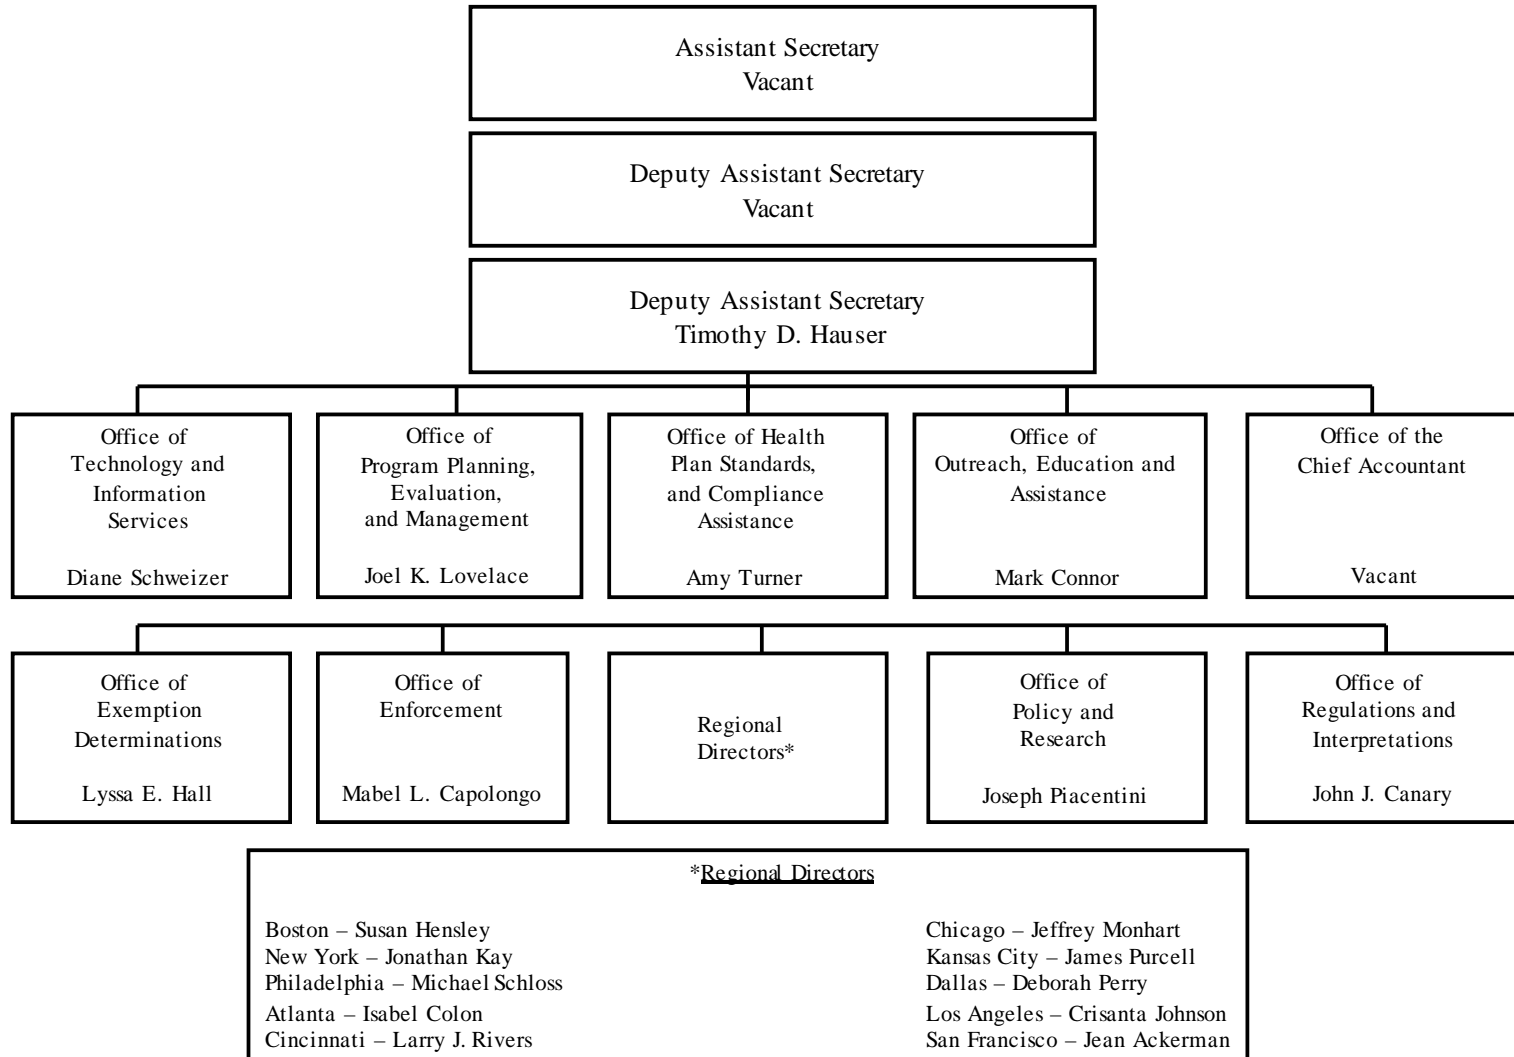 Assistant Secretary
Vacant
Deputy Assistant Secretary
Vacant
Deputy Assistant Secretary
Timothy D. Hauser
Office of
Technology and
Information
Services
Diane Schweizer
Office of
Program Planning,
Evaluation,
and Management
Joel K. Lovelace
Office of Health
Plan Standards,
and Compliance
Assistance
Amy Turner
Office of
Outreach, Education and
Assistance
Mark Connor
Office of the
Chief Accountant
Vacant
Office of
Exemption
Determinations
Lyssa E. Hall
Office of
Enforcement
Mabel L. Capolongo
Regional
Directors*
Office of
Policy and
Research
Joseph Piacentini
Office of
Regulations and
Interpretations
John J. Canary
*Regional Directors
Boston – Susan Hensley
New York – Jonathan Kay
Philadelphia – Michael Schloss
Atlanta – Isabel Colon
Cincinnati – Larry J. Rivers
Chicago – Jeffrey Monhart
Kansas City – James Purcell
Dallas – Deborah Perry
Los Angeles – Crisanta Johnson
San Francisco – Jean Ackerman